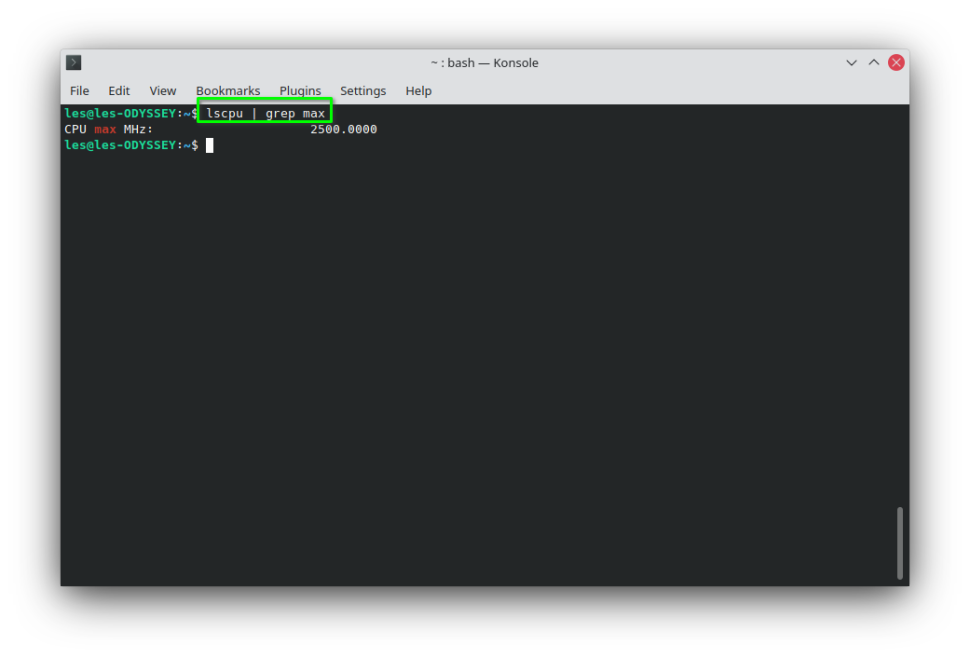 ~ : bash — Konsole
File Edit View Bookmarks Plugins Settings Help
les@les-ODYSSEY:~$ lscpu | grep max
CPU max MHz: 2500.0000
les@les-ODYSSEY:~$